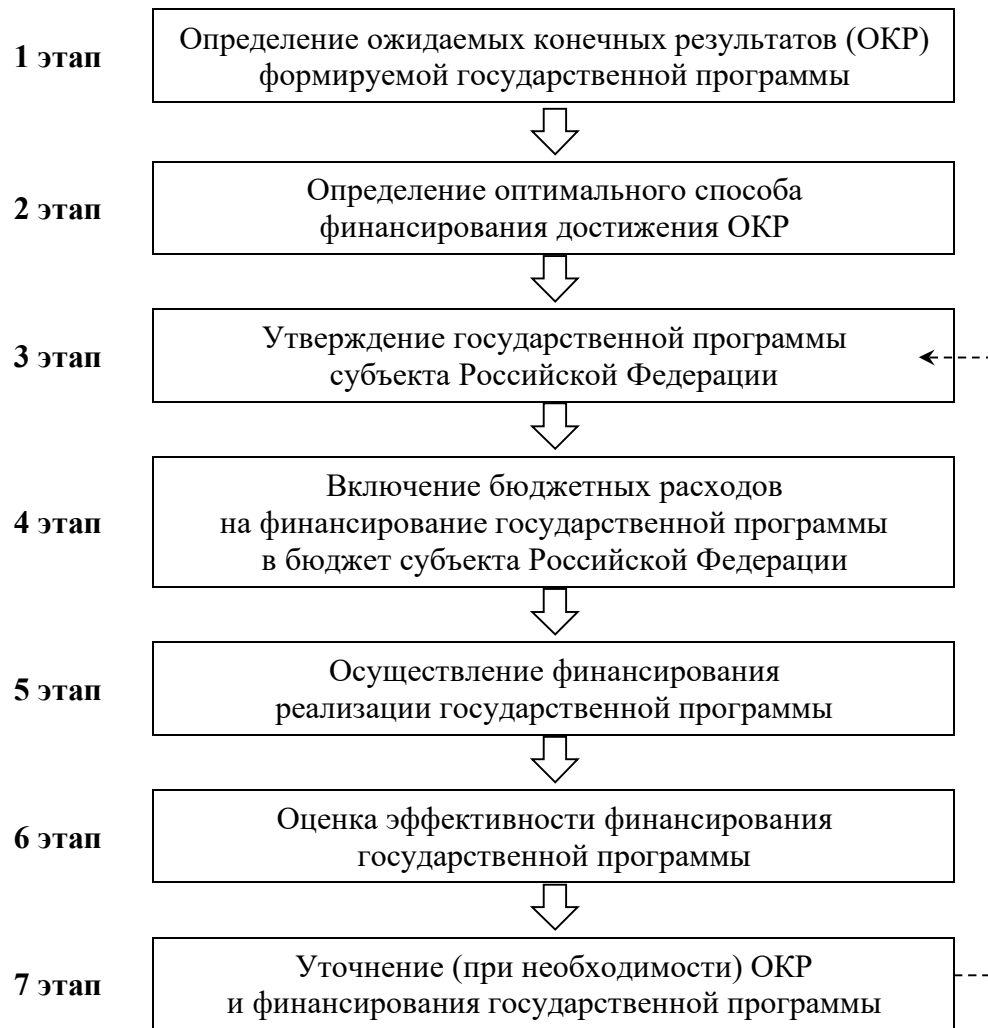 1 этап
Определение ожидаемых конечных результатов (ОКР)
формируемой государственной программы
2 этап
Определение оптимального способа
финансирования достижения ОКР
3 этап
Утверждение государственной программы
субъекта Российской Федерации
4 этап
Включение бюджетных расходов
на финансирование государственной программы
в бюджет субъекта Российской Федерации
5 этап
Осуществление финансирования
реализации государственной программы
6 этап
Оценка эффективности финансирования
государственной программы
7 этап
Уточнение (при необходимости) ОКР
и финансирования государственной программы